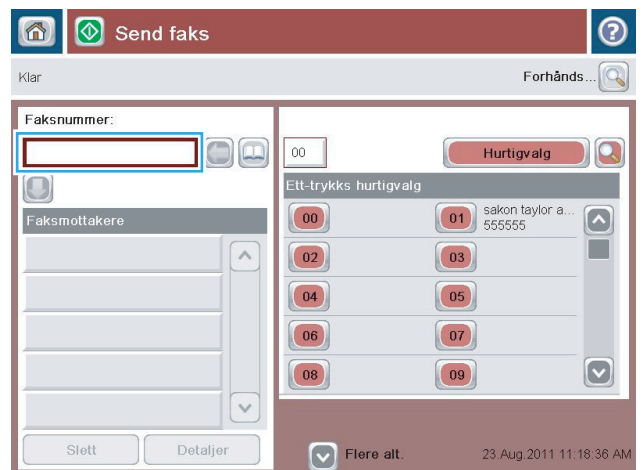 Send faks
Klar
Forhånds...
Faksnummer:
00
Hurtigvalg
Ett-trykks hurtigvalg
Faksmottakere
00
01 sakon taylor a...
555555
02
03
04
05
06
07
08
09
Slett
Detaljer
Flere alt.
23.Aug.2011 11:18:36 AM